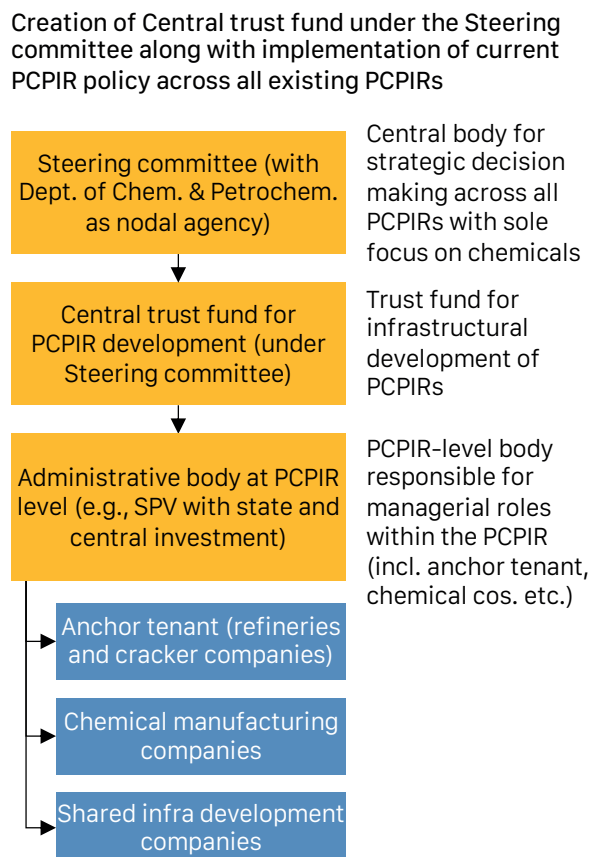 Creation of Central trust fund under the Steering
committee along with implementation of current
PCPIR policy across all existing PCPIRs
Steering committee (with
Dept. of Chem. & Petrochem.
as nodal agency)
Central body for
strategic decision
making across all
PCPIRs with sole
focus on chemicals
Central trust fund for
PCPIR development (under
Steering committee)
Trust fund for
infrastructural
development of
PCPIRs
Administrative body at PCPIR
level (e.g., SPV with state and
central investment)
PCPIR-level body
responsible for
managerial roles
within the PCPIR
(incl. anchor tenant,
chemical cos. etc.)
Anchor tenant (refineries
and cracker companies)
Chemical manufacturing
companies
Shared infra development
companies